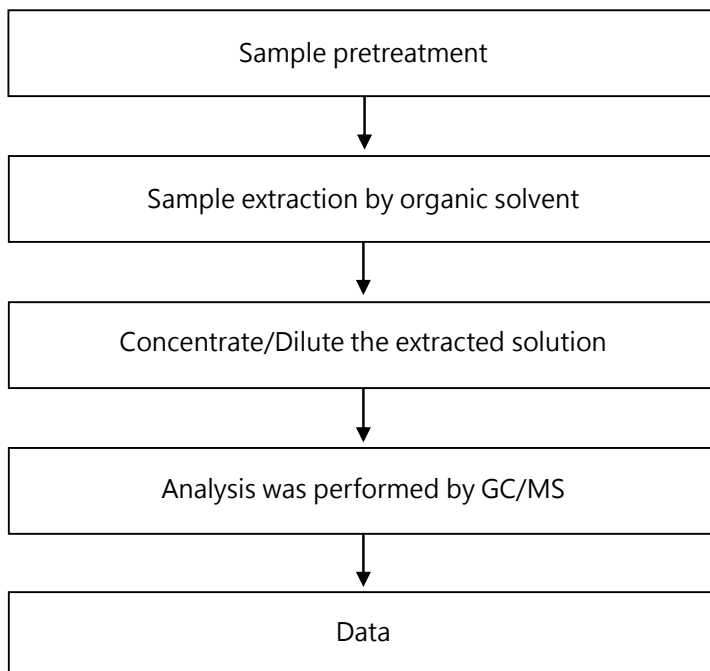 Sample pretreatment
Sample extraction by organic solvent
Concentrate/Dilute the extracted solution
Analysis was performed by GC/MS
Data